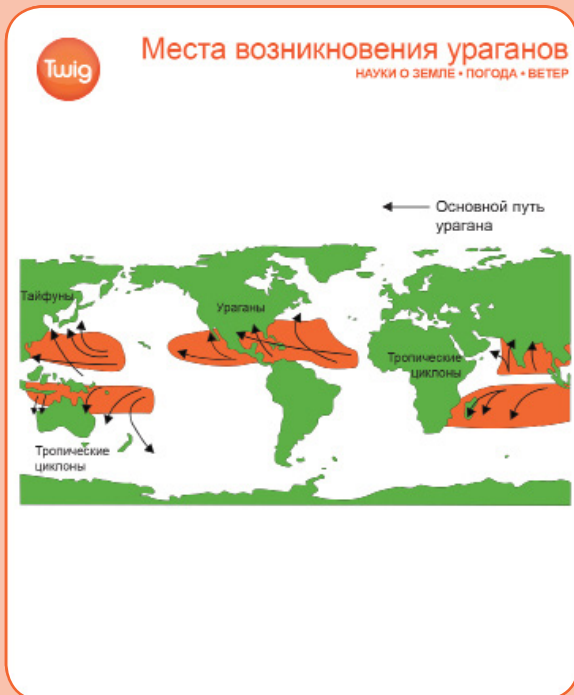 Twig
Места возникновения ураганов
НАУКИ О ЗЕМЛЕ • ПОГОДА • ВЕТЕР
Основной путь
урагана
Тайфуны
Ураганы
Тропические
циклоны
Тропические
циклоны